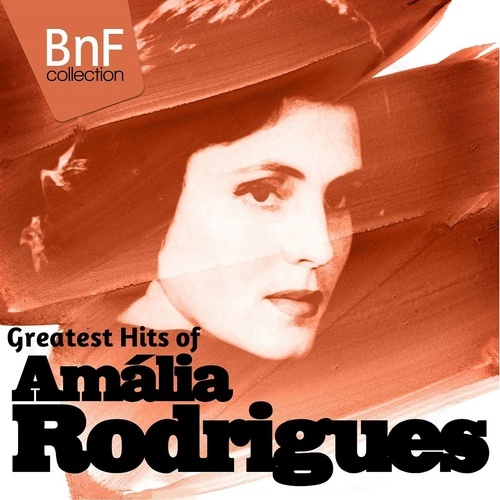 BnF
collection
Greatest Hits of
Amália
Rodrigues